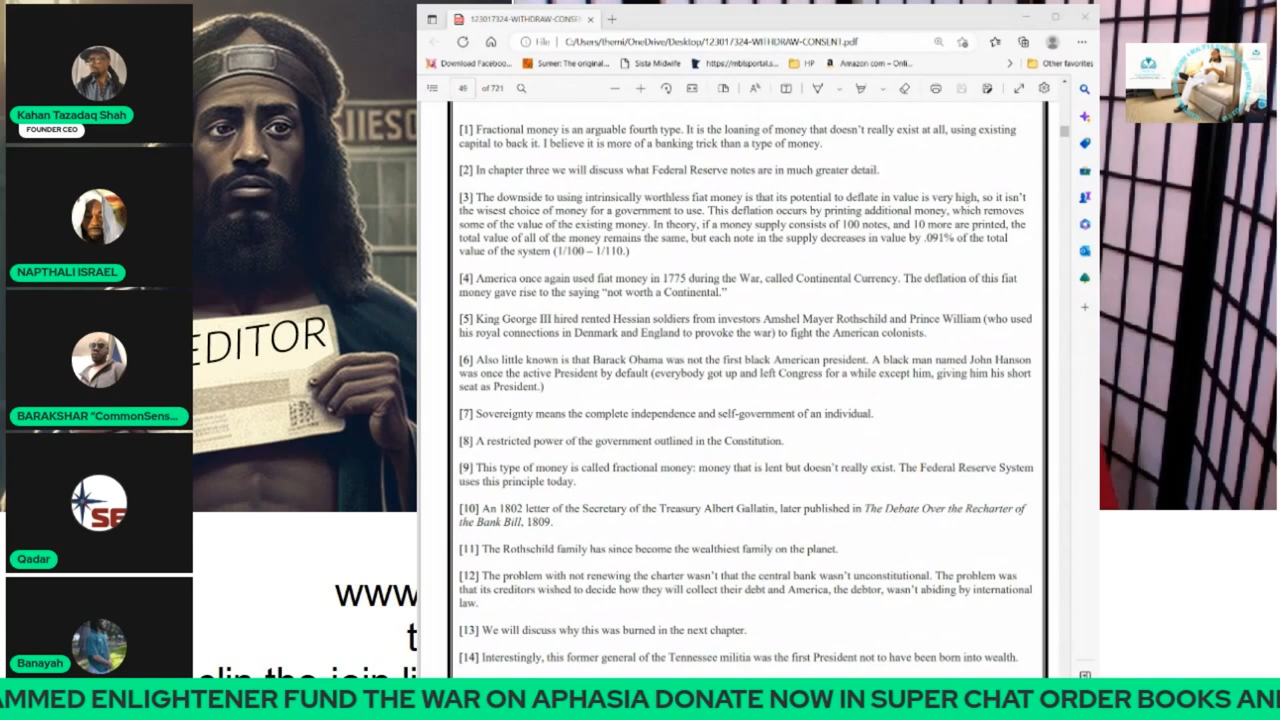 Kahan Tazadaq Shah
FOUNDER CEO
NAPTHALI ISRAEL
BARAKSHAR "CommonSens...
Qadar
Banayah
SE
EDITOR
IIESC
123017324-WITHDRAW-CONSE
File
C:/Users/themi/OneDrive/Desktop/123017324-WITHDRAW-CONSENT.pdf
Download Faceboo...
Sumer: The original...
Sista Midwife
https://mblsportal.s...
HP
Amazon com – Onli...
Other favorites
49 of 721
[1] Fractional money is an arguable fourth type. It is the loaning of money that doesn't really exist at all, using existing
capital to back it. I believe it is more of a banking trick than a type of money.
[2] In chapter three we will discuss what Federal Reserve notes are in much greater detail.
[3] The downside to using intrinsically worthless fiat money is that its potential to deflate in value is very high, so it isn't
the wisest choice of money for a government to use. This deflation occurs by printing additional money, which removes
some of the value of the existing money. In theory, if a money supply consists of 100 notes, and 10 more are printed, the
total value of all of the money remains the same, but each note in the supply decreases in value by .091% of the total
value of the system (1/100 – 1/110.)
[4] America once again used fiat money in 1775 during the War, called Continental Currency. The deflation of this fiat
money gave rise to the saying "not worth a Continental."
[5] King George III hired rented Hessian soldiers from investors Amshel Mayer Rothschild and Prince William (who used
his royal connections in Denmark and England to provoke the war) to fight the American colonists.
[6] Also little known is that Barack Obama was not the first black American president. A black man named John Hanson
was once the active President by default (everybody got up and left Congress for a while except him, giving him his short
seat as President.)
[7] Sovereignty means the complete independence and self-government of an individual.
[8] A restricted power of the government outlined in the Constitution.
[9] This type of money is called fractional money: money that is lent but doesn't really exist. The Federal Reserve System
uses this principle today.
[10] An 1802 letter of the Secretary of the Treasury Albert Gallatin, later published in The Debate Over the Recharter of
the Bank Bill, 1809.
[11] The Rothschild family has since become the wealthiest family on the planet.
[12] The problem with not renewing the charter wasn't that the central bank wasn't unconstitutional. The problem was
that its creditors wished to decide how they will collect their debt and America, the debtor, wasn't abiding by international
law.
[13] We will discuss why this was burned in the next chapter.
[14] Interestingly, this former general of the Tennessee militia was the first President not to have been born into wealth.
www
t
clip the join li
AMMED ENLIGHTENER FUND THE WAR ON APHASIA DONATE NOW IN SUPER CHAT ORDER BOOKS AN